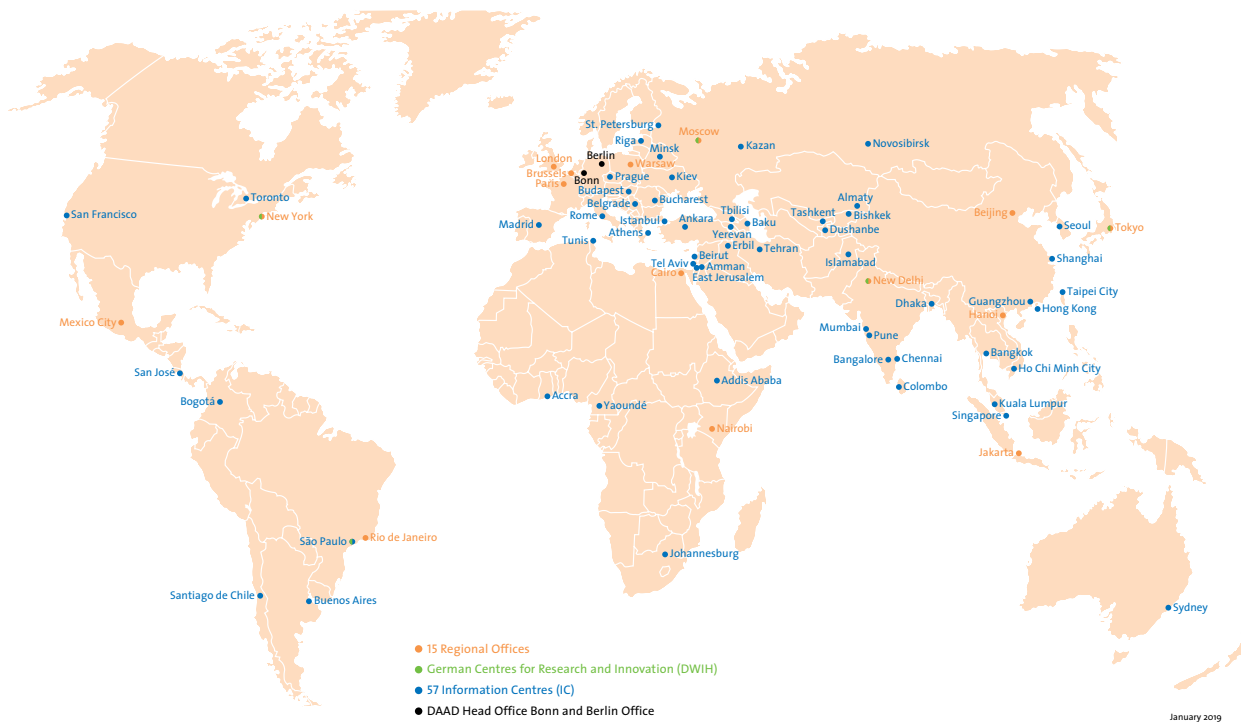 St. Petersburg
Moscow
Riga
Minsk
Kazan
Novosibirsk
London
Berlin
Warsaw
Brussels
Bonn
Prague
Kiev
Paris
Budapest
Toronto
Belgrade
Bucharest
Almaty
San Francisco
New York
Rome
Istanbul
Ankara
Tbilisi
Baku
Tashkent
Bishkek
Beijing
Madrid
Athens
Yerevan
Dushanbe
Seoul
Tokyo
Tunis
Erbil
Tehran
Beirut
Tel Aviv
Amman
Islamabad
Shanghai
Cairo
East Jerusalem
New Delhi
Taipei City
Dhaka
Guangzhou
Hong Kong
Mexico City
Hanoi
Mumbai
Pune
Bangkok
Bangalore
Chennai
San José
Ho Chi Minh City
Addis Ababa
Colombo
Bogotá
Accra
Yaoundé
Kuala Lumpur
Singapore
Nairobi
Jakarta
São Paulo
Rio de Janeiro
Johannesburg
Santiago de Chile
Buenos Aires
Sydney
15 Regional Offices
German Centres for Research and Innovation (DWIH)
57 Information Centres (IC)
DAAD Head Office Bonn and Berlin Office
January 2019